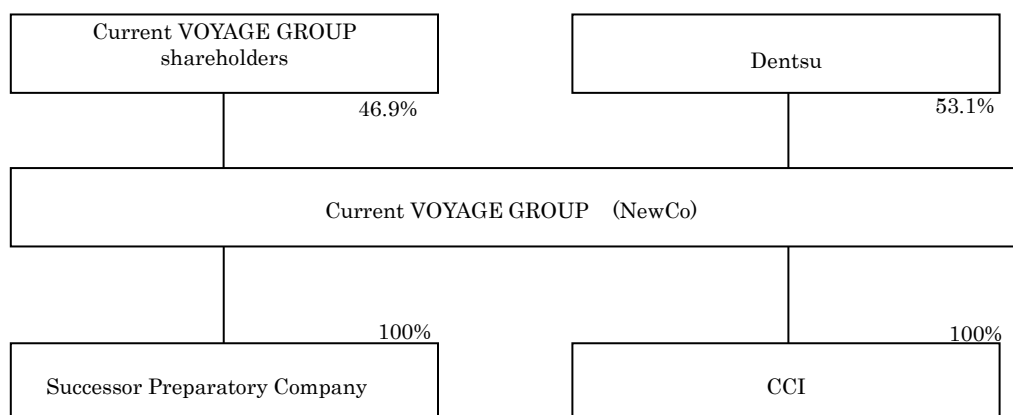 Current VOYAGE GROUP
shareholders
Dentsu
46.9%
53.1%
Current VOYAGE GROUP (NewCo)
100%
100%
Successor Preparatory Company
CCI